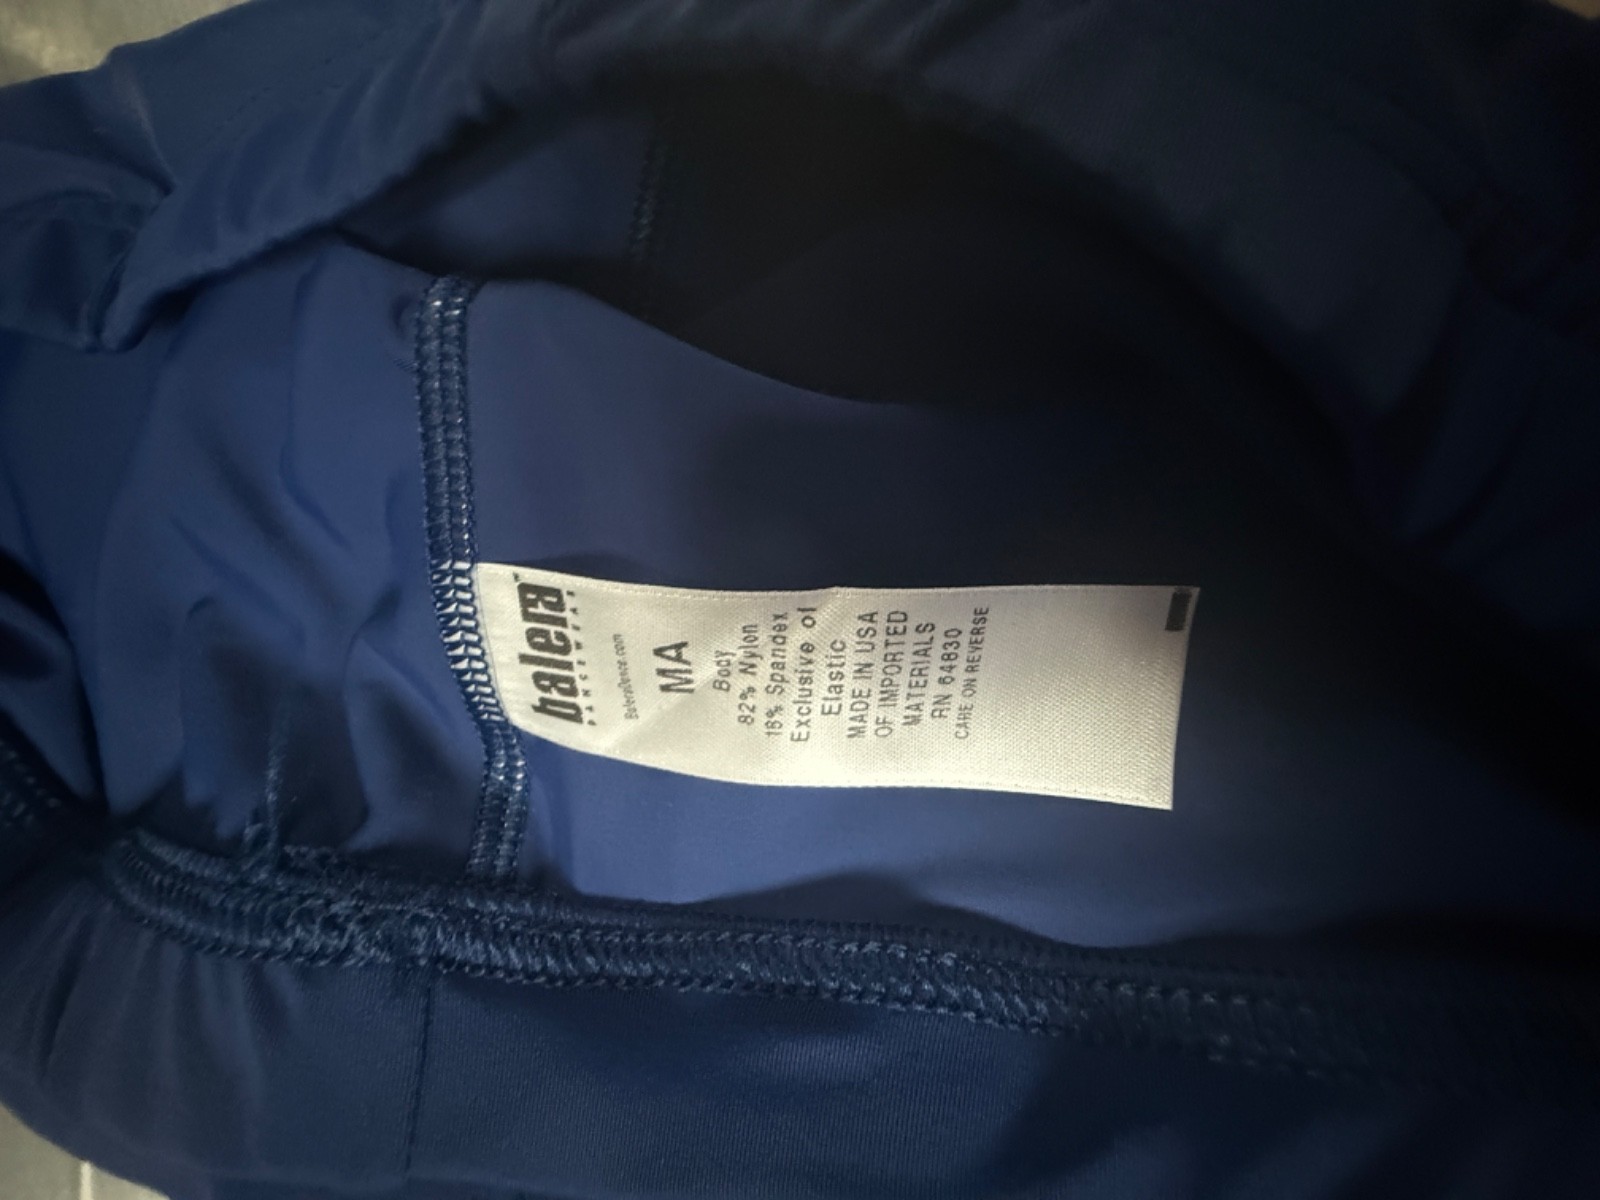 balera™
DANCEWEAR
BaleraDance.com
MA
Body
82% Nylon
18% Spandex
Exclusive of
Elastic
MADE IN USA
OF IMPORTED
MATERIALS
RN 64830
CARE ON REVERSE